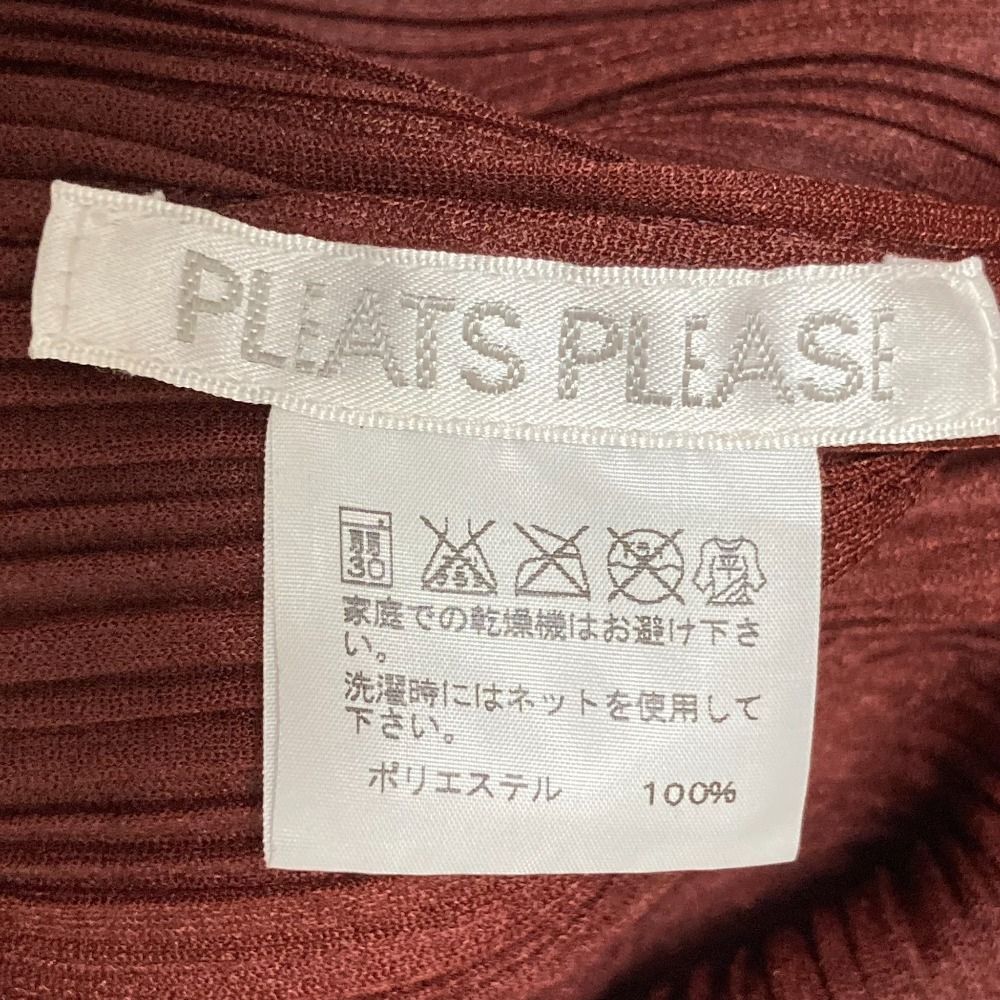 PLEATS PLEASE
弱
30
家庭での乾燥機はお避け下さ
い。
洗濯時にはネットを使用して
下さい。
ポリエステル 100%